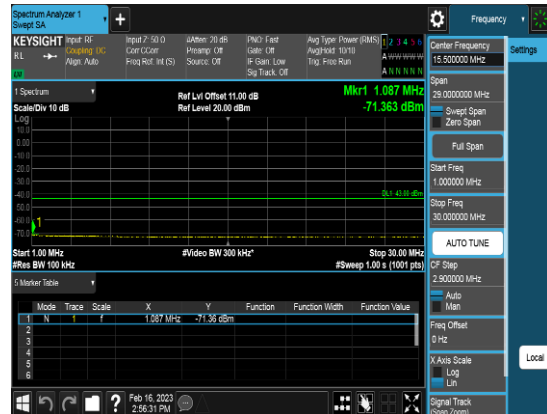 Spectrum Analyzer 1
Swept SA
+
Frequency
KEYSIGHT
RL
Input: RF
Coupling: DC
Align: Auto
Input Z: 50 Ω
Corr CCorr
Freq Ref: Int (S)
#Atten: 20 dB
Preamp: Off
Source: Off
PNO: Fast
Gate: Off
IF Gain: Low
Sig Track: Off
Avg Type: Power (RMS)
Avg|Hold: 10/10
Trig: Free Run
1 2 3 4 5 6
A W W W W W
A N N N N N
1 Spectrum
Scale/Div 10 dB
Log
Ref Lvl Offset 11.00 dB
Ref Level 20.00 dBm
Mkr1 1.087 MHz
-71.363 dBm
10.0
0.00
-10.0
-20.0
-30.0
-40.0
-50.0
-60.0
-70.0
DL1 -43.00 dBm
1
Start 1.00 MHz
#Res BW 100 kHz
#Video BW 300 kHz*
Stop 30.00 MHz
#Sweep 1.00 s (1001 pts)
5 Marker Table
Mode Trace Scale X Y Function Function Width Function Value
1 N 1 f 1.087 MHz -71.36 dBm
2
3
4
5
6
Feb 16, 2023
2:56:31 PM
Center Frequency
15.500000 MHz
Settings
Span
29.0000000 MHz
Swept Span
Zero Span
Full Span
Start Freq
1.000000 MHz
Stop Freq
30.000000 MHz
AUTO TUNE
CF Step
2.900000 MHz
Auto
Man
Freq Offset
0 Hz
X Axis Scale
Log
Lin
Local
Signal Track
(Span Zoom)